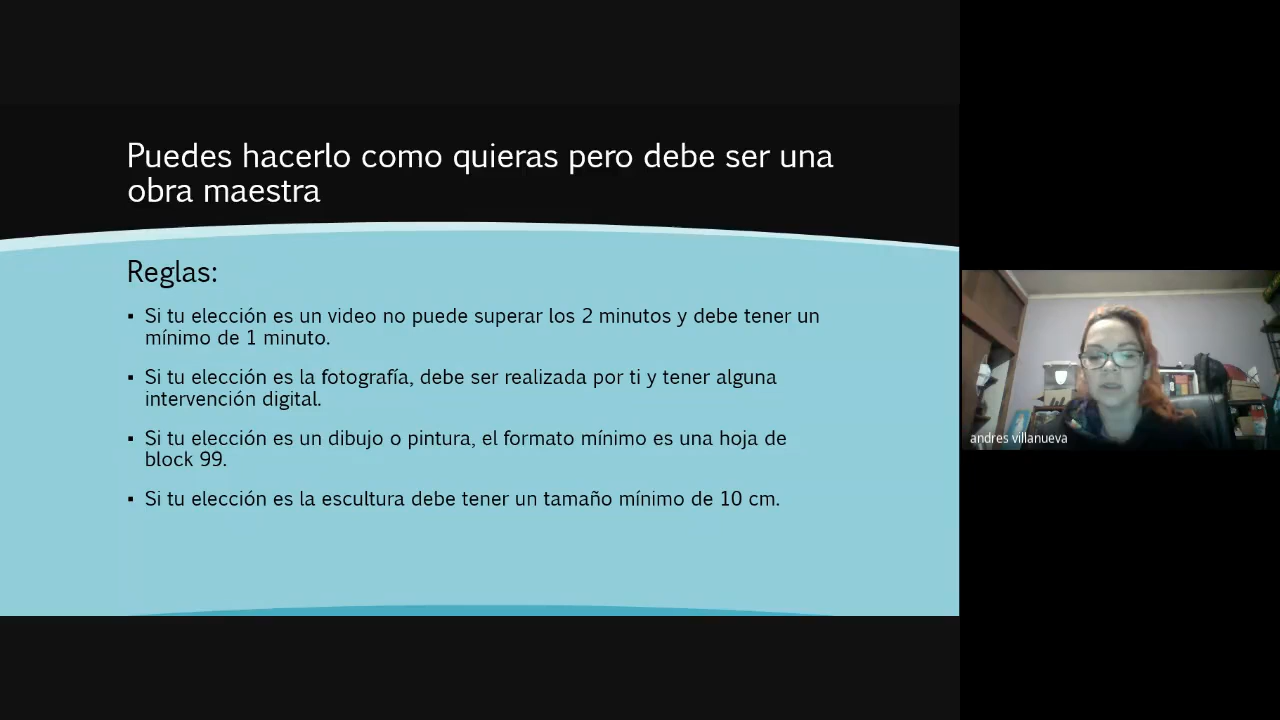 Puedes hacerlo como quieras pero debe ser una
obra maestra
Reglas:
▪ Si tu elección es un video no puede superar los 2 minutos y debe tener un
mínimo de 1 minuto.
▪ Si tu elección es la fotografía, debe ser realizada por ti y tener alguna
intervención digital.
▪ Si tu elección es un dibujo o pintura, el formato mínimo es una hoja de
block 99.
▪ Si tu elección es la escultura debe tener un tamaño mínimo de 10 cm.
andres villanueva